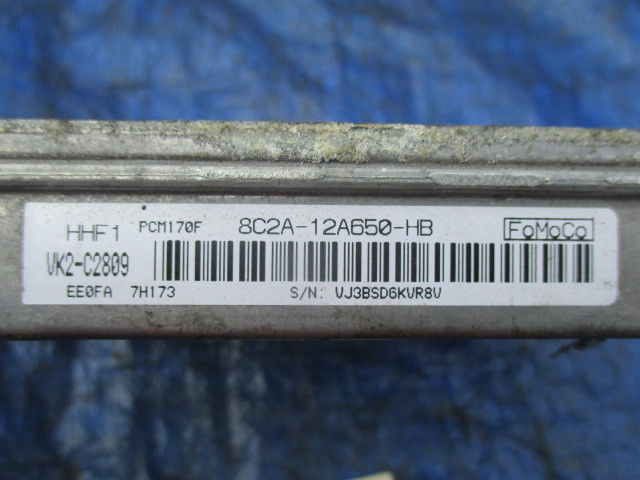 HHF1 PCM170F 8C2A-12A650-HB FoMoCo
VK2-C2809
EE0FA 7H173 S/N: VJ3BSD6KVR8V